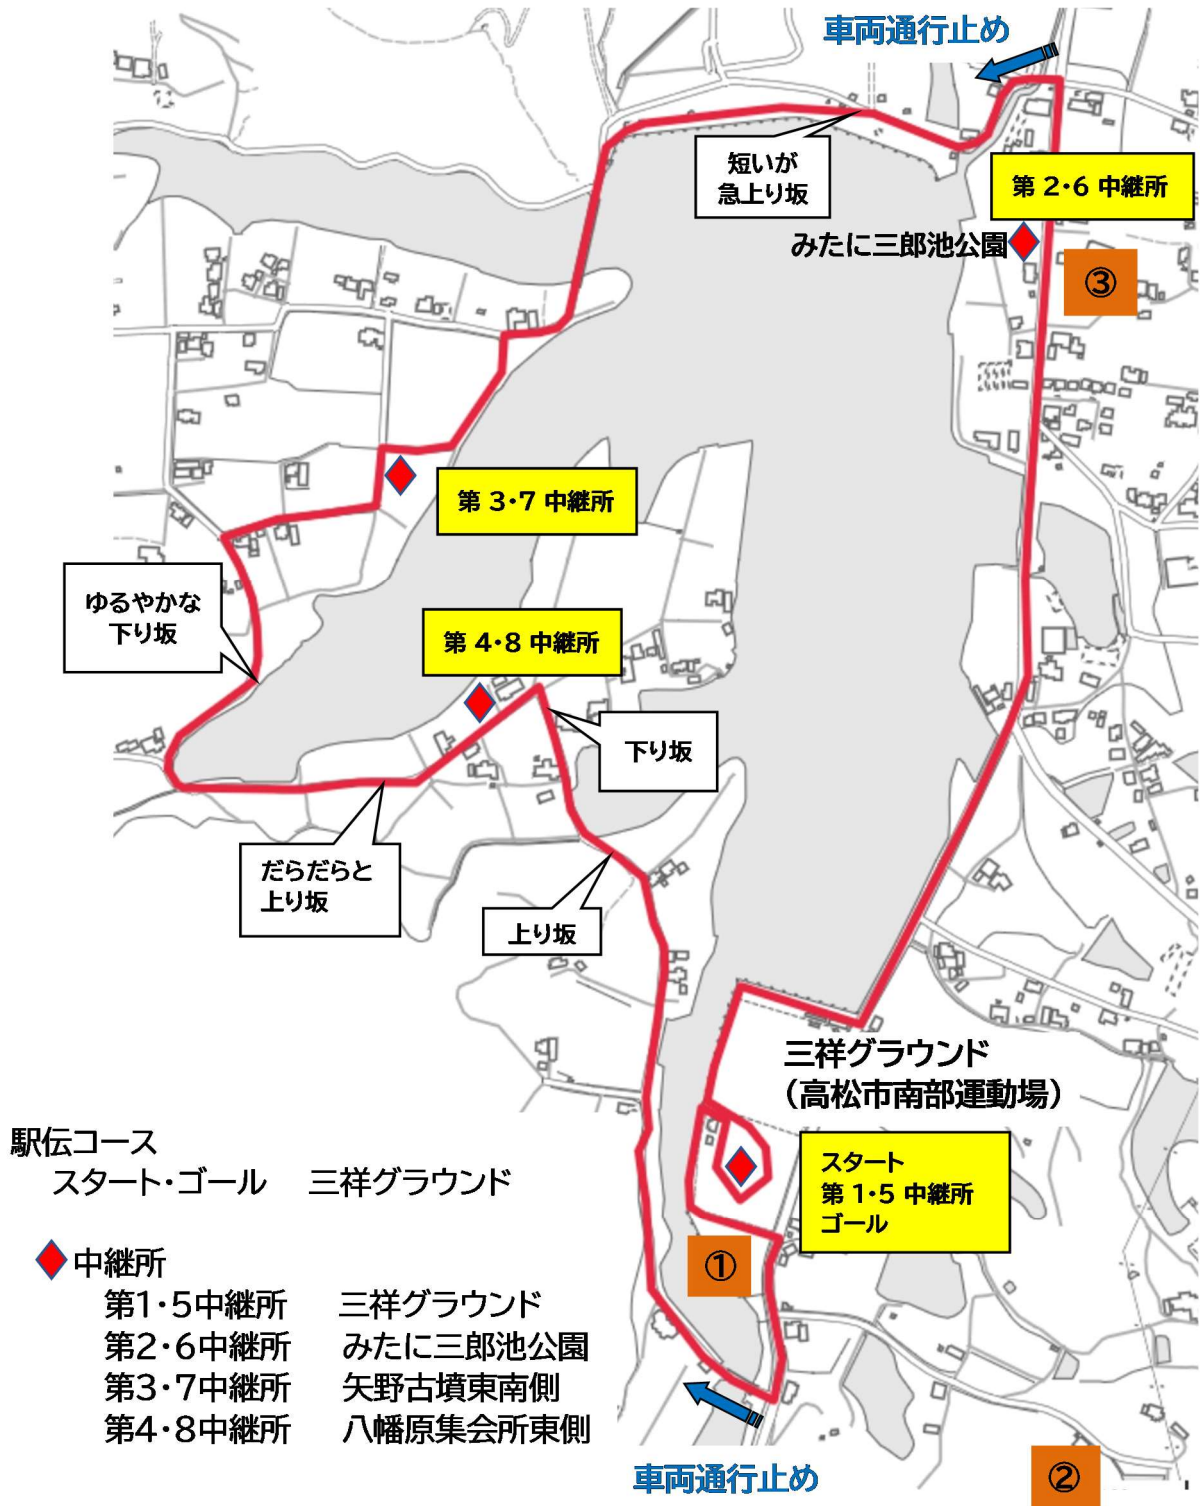 車両通行止め
短いが
急上り坂
第 2・6 中継所
みたに三郎池公園
③
第 3・7 中継所
ゆるやかな
下り坂
第 4・8 中継所
下り坂
だらだらと
上り坂
上り坂
三祥グラウンド
(高松市南部運動場)
スタート
第 1・5 中継所
ゴール
①
駅伝コース
スタート・ゴール 三祥グラウンド
中継所
第1・5中継所 三祥グラウンド
第2・6中継所 みたに三郎池公園
第3・7中継所 矢野古墳東南側
第4・8中継所 八幡原集会所東側
車両通行止め
②